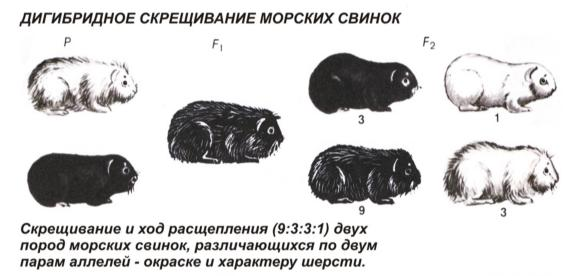 ДИГИБРИДНОЕ СКРЕЩИВАНИЕ МОРСКИХ СВИНОК
P F₁ F₂
3 1
9 3
Скрещивание и ход расщепления (9:3:3:1) двух
пород морских свинок, различающихся по двум
парам аллелей - окраске и характеру шерсти.